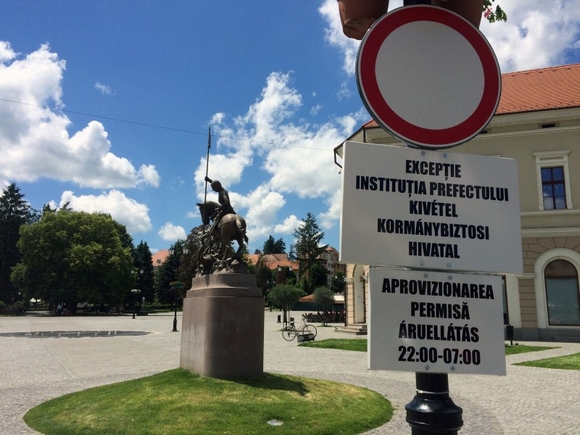 EXCEPȚIE
INSTITUȚIA PREFECTULUI
KIVÉTEL
KORMÁNYBIZTOSI
HIVATAL
APROVIZIONAREA
PERMISĂ
ÁRUELLÁTÁS
22:00-07:00